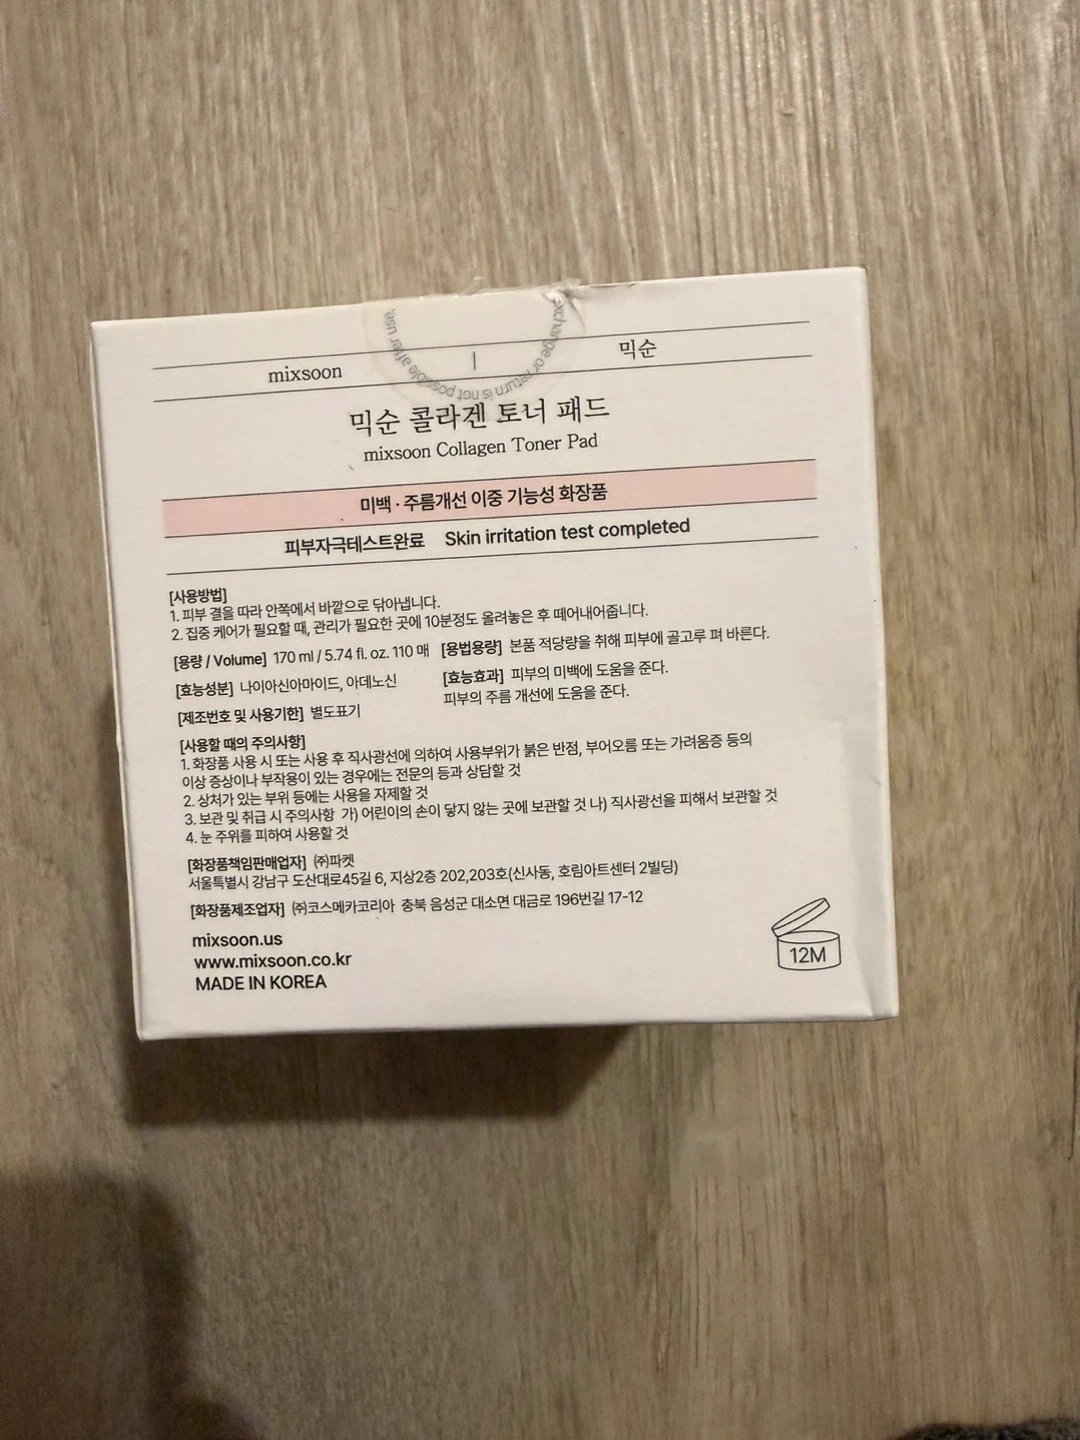 exchange or return is not possible after
mixsoon | 믹순
믹순 콜라겐 토너 패드
mixsoon Collagen Toner Pad
미백 · 주름개선 이중 기능성 화장품
피부자극테스트완료 Skin irritation test completed
[사용방법]
1. 피부 결을 따라 안쪽에서 바깥으로 닦아냅니다.
2. 집중 케어가 필요할 때, 관리가 필요한 곳에 10분정도 올려놓은 후 떼어내어줍니다.
[용량 / Volume] 170 ml / 5.74 fl. oz. 110 매 [용법용량] 본품 적당량을 취해 피부에 골고루 펴 바른다.
[효능성분] 나이아신아마이드, 아데노신 [효능효과] 피부의 미백에 도움을 준다.
피부의 주름 개선에 도움을 준다.
[제조번호 및 사용기한] 별도표기
[사용할 때의 주의사항]
1. 화장품 사용 시 또는 사용 후 직사광선에 의하여 사용부위가 붉은 반점, 부어오름 또는 가려움증 등의
이상 증상이나 부작용이 있는 경우에는 전문의 등과 상담할 것
2. 상처가 있는 부위 등에는 사용을 자제할 것
3. 보관 및 취급 시 주의사항 가) 어린이의 손이 닿지 않는 곳에 보관할 것 나) 직사광선을 피해서 보관할 것
4. 눈 주위를 피하여 사용할 것
[화장품책임판매업자] ㈜파켓
서울특별시 강남구 도산대로45길 6, 지상2층 202,203호(신사동, 호림아트센터 2빌딩)
[화장품제조업자] ㈜코스메카코리아 충북 음성군 대소면 대금로 196번길 17-12
mixsoon.us
www.mixsoon.co.kr
MADE IN KOREA
12M